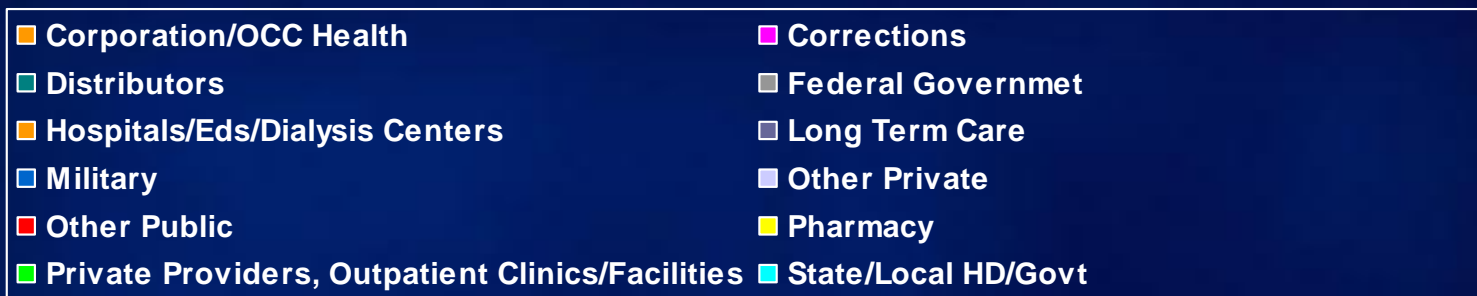 Corporation/OCC Health Corrections
Distributors Federal Governmet
Hospitals/Eds/Dialysis Centers Long Term Care
Military Other Private
Other Public Pharmacy
Private Providers, Outpatient Clinics/Facilities State/Local HD/Govt